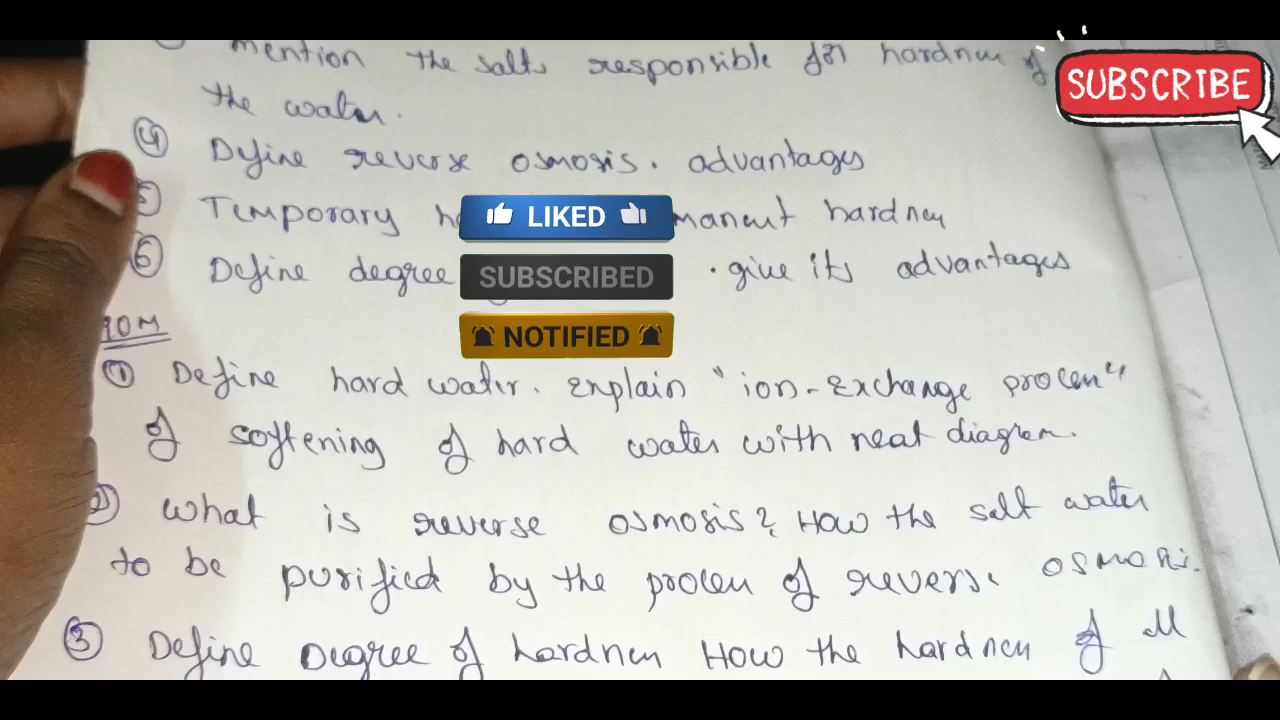 mention the salts responsible for hardness of
the water.
4 Define reverse osmosis. advantages
5 Temporary manent hardness
6 Define degree . give its advantages
10M
1 Define hard water. Explain "ion-Exchange process"
of softening of hard water with neat diagram.
2 what is reverse osmosis? How the salt water
to be purified by the process of reverse osmosis.
3 Define Degree of hardness How the hardness of
SUBSCRIBE
LIKED
SUBSCRIBED
NOTIFIED